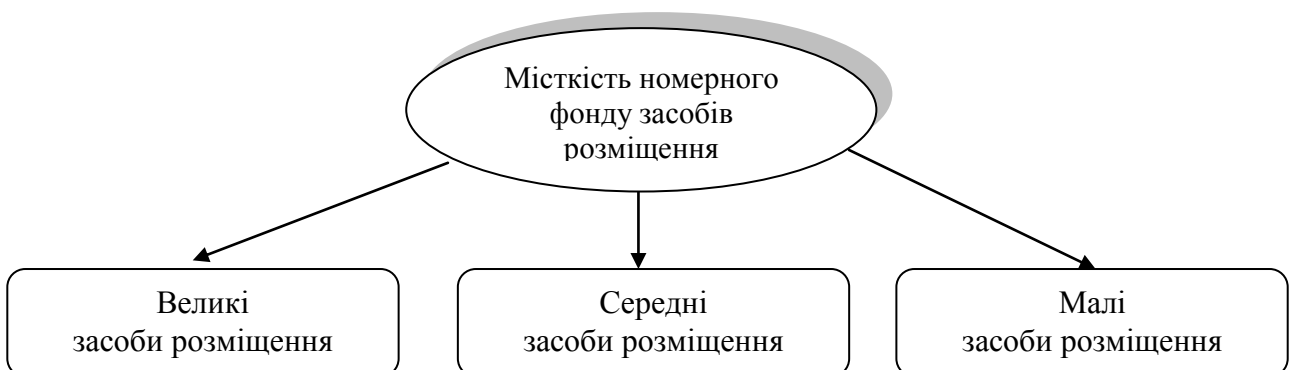 Місткість номерного
фонду засобів
розміщення
Великі
засоби розміщення
Середні
засоби розміщення
Малі
засоби розміщення